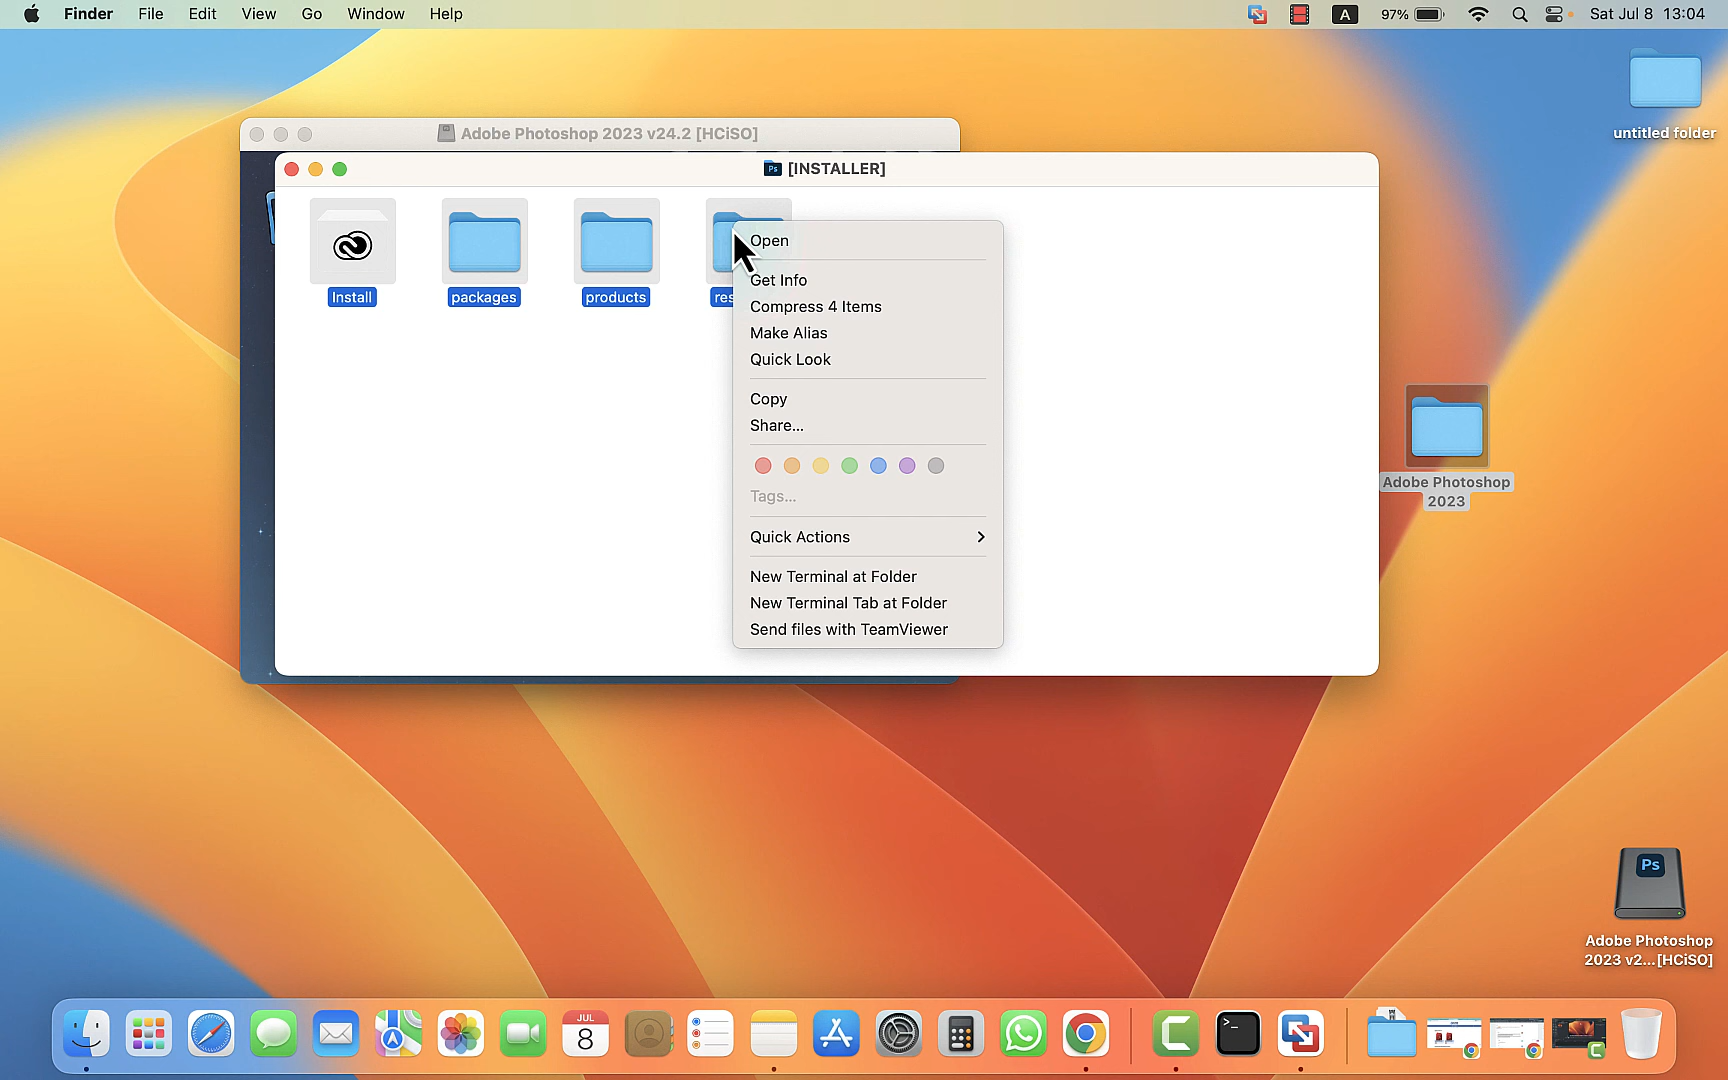 Finder File Edit View Go Window Help
A 97% Sat Jul 8 13:04
untitled folder
Adobe Photoshop 2023 v24.2 [HCiSO]
Ps [INSTALLER]
Install packages products res
Open
Get Info
Compress 4 Items
Make Alias
Quick Look
Copy
Share...
Tags...
Quick Actions
New Terminal at Folder
New Terminal Tab at Folder
Send files with TeamViewer
Adobe Photoshop
2023
Ps
Adobe Photoshop
2023 v2...[HCiSO]
JUL
8